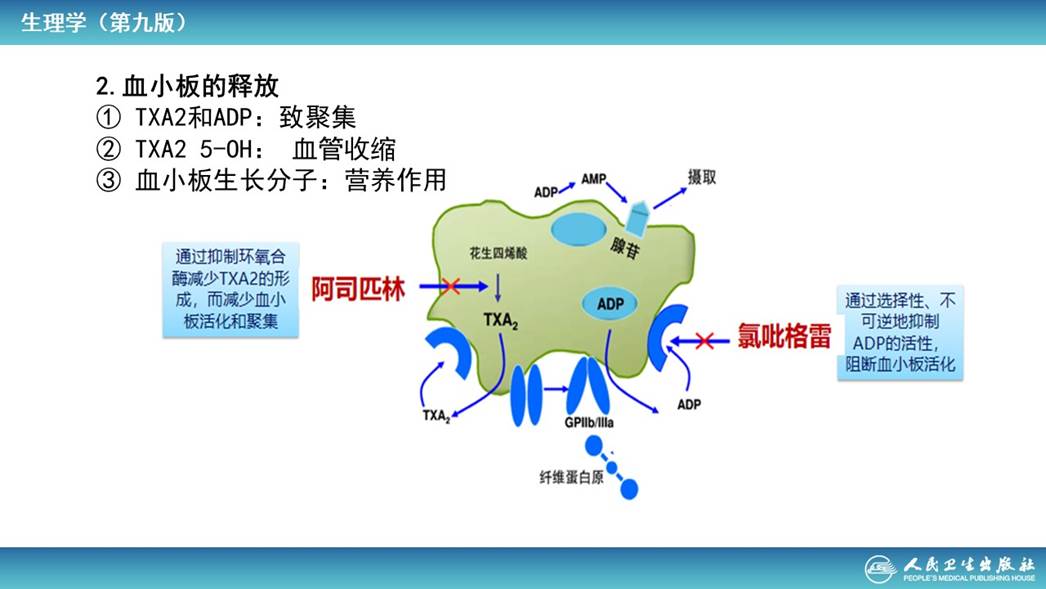 生理学（第九版）
2.血小板的释放
① TXA2和ADP：致聚集
② TXA2 5-OH： 血管收缩
③ 血小板生长分子：营养作用
ADP
AMP
摄取
腺苷
花生四烯酸
TXA₂
ADP
通过抑制环氧合
酶减少TXA2的形
成，而减少血小
板活化和聚集
阿司匹林
氯吡格雷
通过选择性、不
可逆地抑制
ADP的活性，
阻断血小板活化
TXA₂
ADP
GPIIb/IIIa
纤维蛋白原
人民卫生出版社
PEOPLE'S MEDICAL PUBLISHING HOUSE